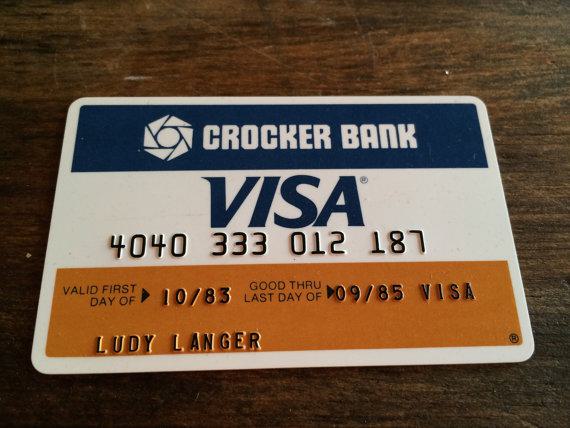 CROCKER BANK
VISA®
4040 333 012 187
VALID FIRST DAY OF ▶ 10/83 GOOD THRU LAST DAY OF ▶ 09/85 VISA
LUDY LANGER ®